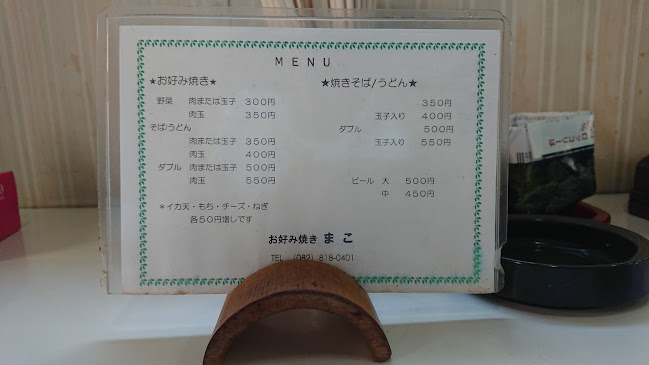 MENU
★お好み焼き★
野菜 肉または玉子 300円
肉玉 350円
そば/うどん
肉または玉子 350円
肉玉 400円
ダブル 肉または玉子 500円
肉玉 550円
＊イカ天・もち・チーズ・ねぎ
各50円増しです
★焼きそば/うどん★
350円
玉子入り 400円
ダブル 500円
玉子入り 550円
ビール 大 500円
中 450円
お好み焼き まこ
TEL (082) 818-0401